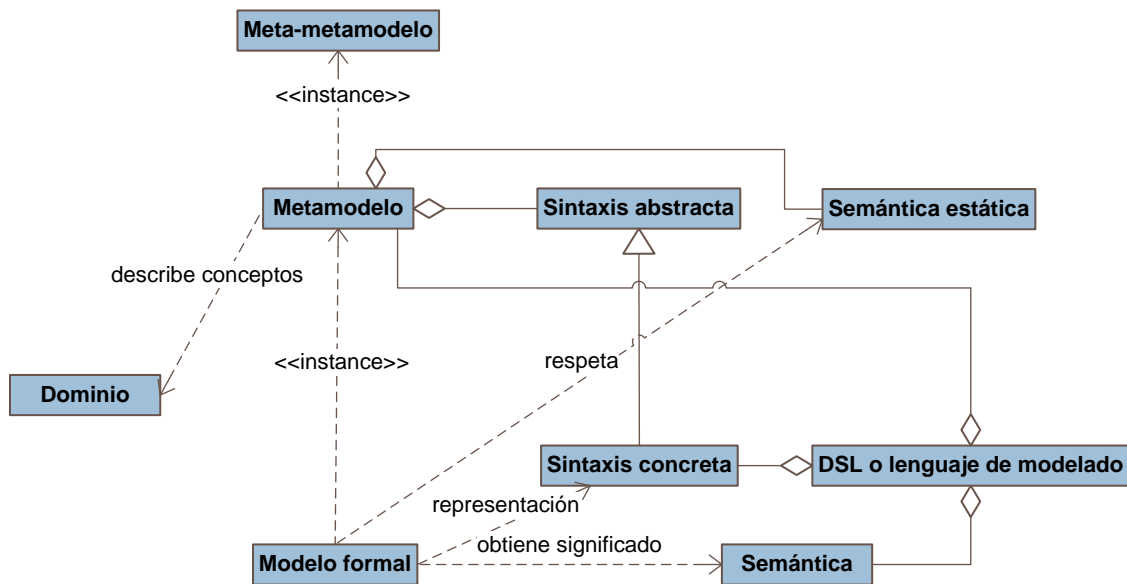 Meta-metamodelo
<<instance>>
Metamodelo
Sintaxis abstracta
Semántica estática
describe conceptos
<<instance>>
respeta
Dominio
Sintaxis concreta
DSL o lenguaje de modelado
representación
obtiene significado
Modelo formal
Semántica